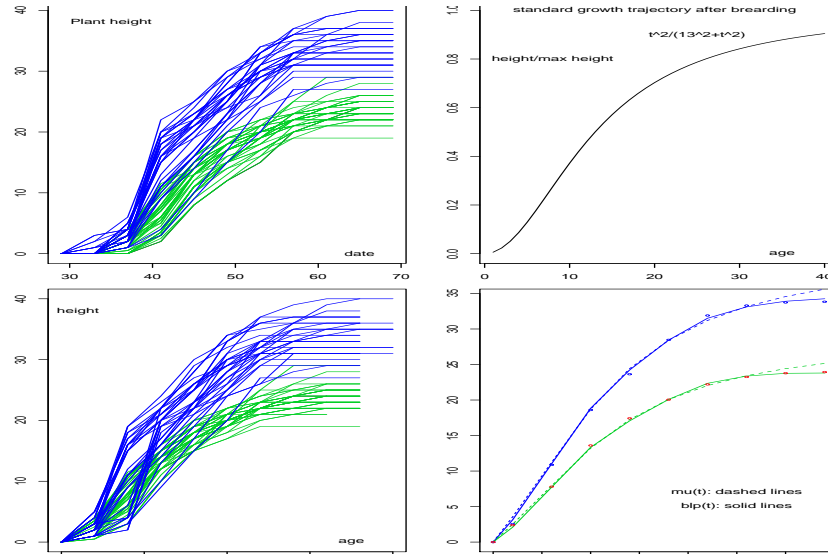 40
Plant height
30
20
10
0
date
30 40 50 60 70
1.0
standard growth trajectory after brearding
t^2/(13^2+t^2)
height/max height
0.8
0.6
0.4
0.2
0.0
age
0 10 20 30 40
40
height
30
20
10
0
age
35
30
25
20
15
10
5
0
mu(t): dashed lines
blp(t): solid lines